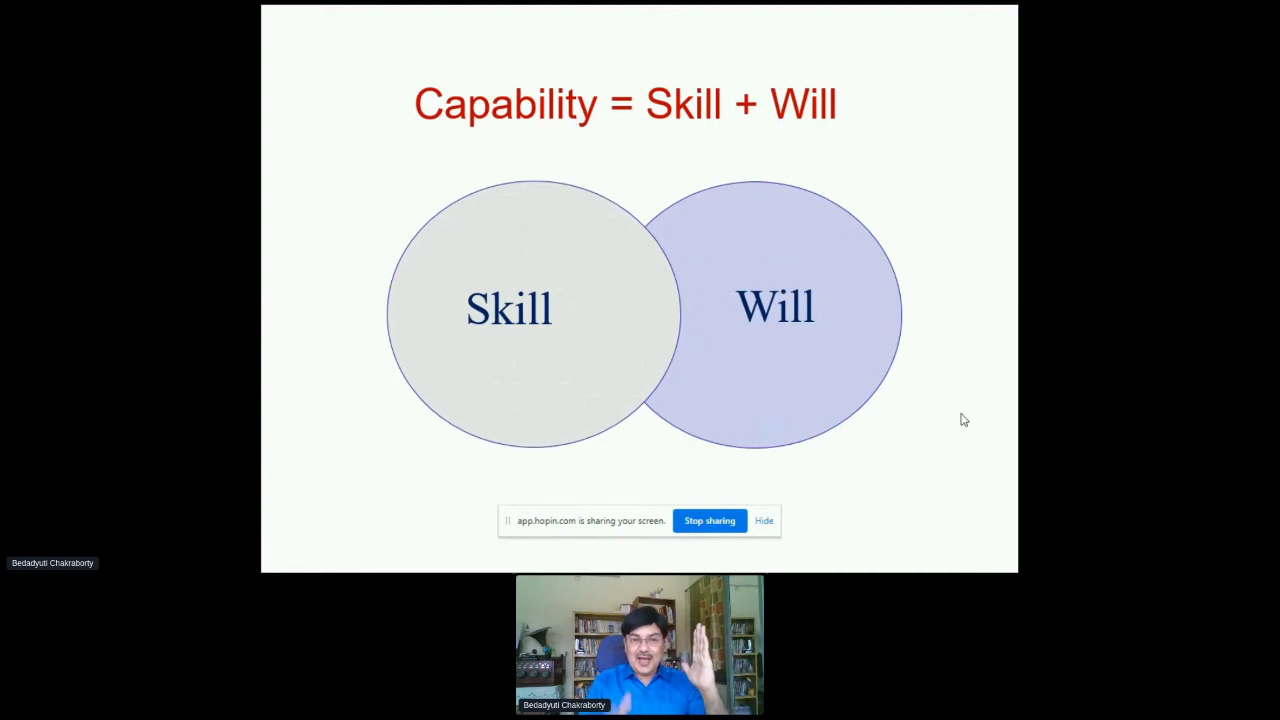 Capability = Skill + Will
Skill
Will
app.hopin.com is sharing your screen. Stop sharing Hide
Bedadyuti Chakraborty
Bedadyuti Chakraborty